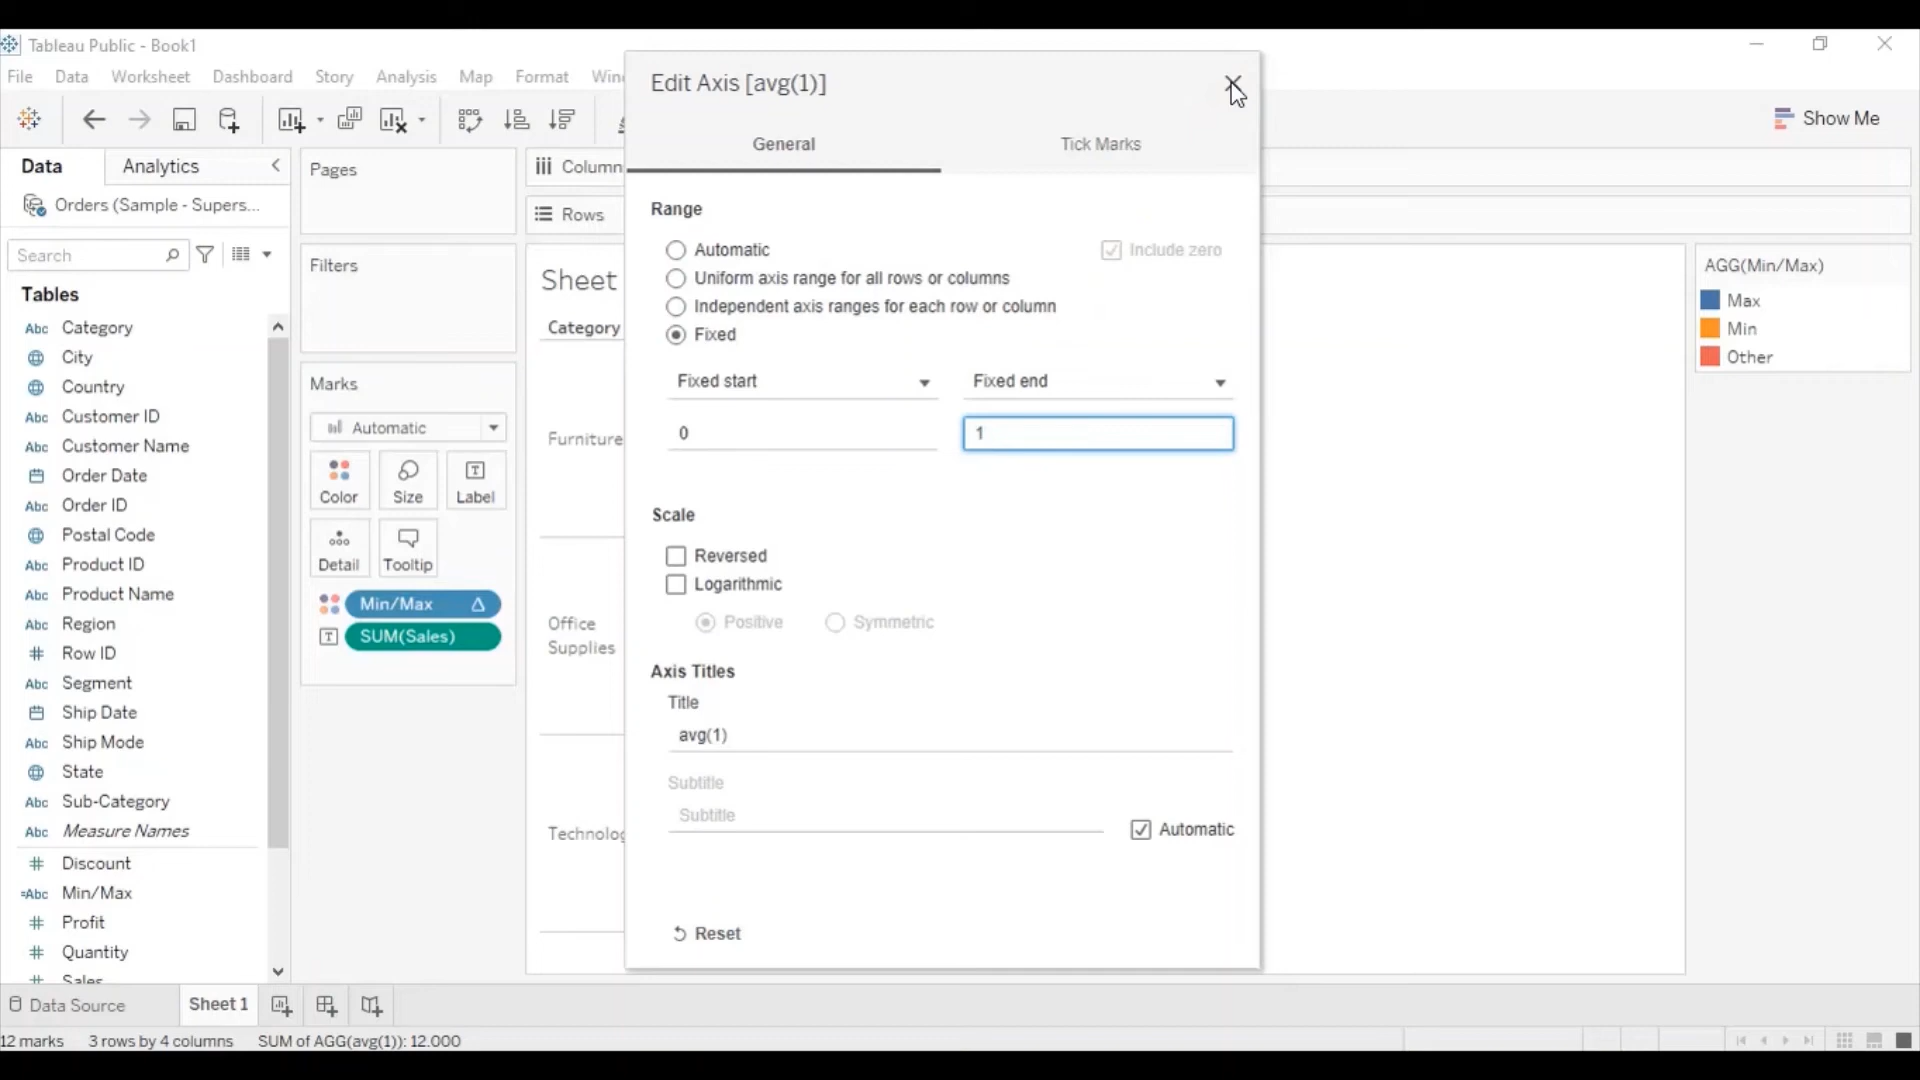 Tableau Public - Book1
File Data Worksheet Dashboard Story Analysis Map Format
Show Me
Data Analytics
Orders (Sample - Supers...
Search
Tables
Abc Category
City
Country
Abc Customer ID
Abc Customer Name
Order Date
Abc Order ID
Postal Code
Abc Product ID
Abc Product Name
Abc Region
# Row ID
Abc Segment
Ship Date
Abc Ship Mode
State
Abc Sub-Category
Abc Measure Names
# Discount
=Abc Min/Max
# Profit
# Quantity
# Sales
Pages
Filters
Marks
Automatic
Color Size Label
Detail Tooltip
Min/Max
SUM(Sales)
Rows
Sheet
Category
Furniture
Office
Supplies
Edit Axis [avg(1)]
General Tick Marks
Range
Automatic Include zero
Uniform axis range for all rows or columns
Independent axis ranges for each row or column
Fixed
Fixed start Fixed end
0 1
Scale
Reversed
Logarithmic
Positive Symmetric
Axis Titles
Title
avg(1)
Subtitle
Subtitle
Automatic
Reset
AGG(Min/Max)
Max
Min
Other
Data Source Sheet 1
12 marks 3 rows by 4 columns SUM of AGG(avg(1)): 12.000